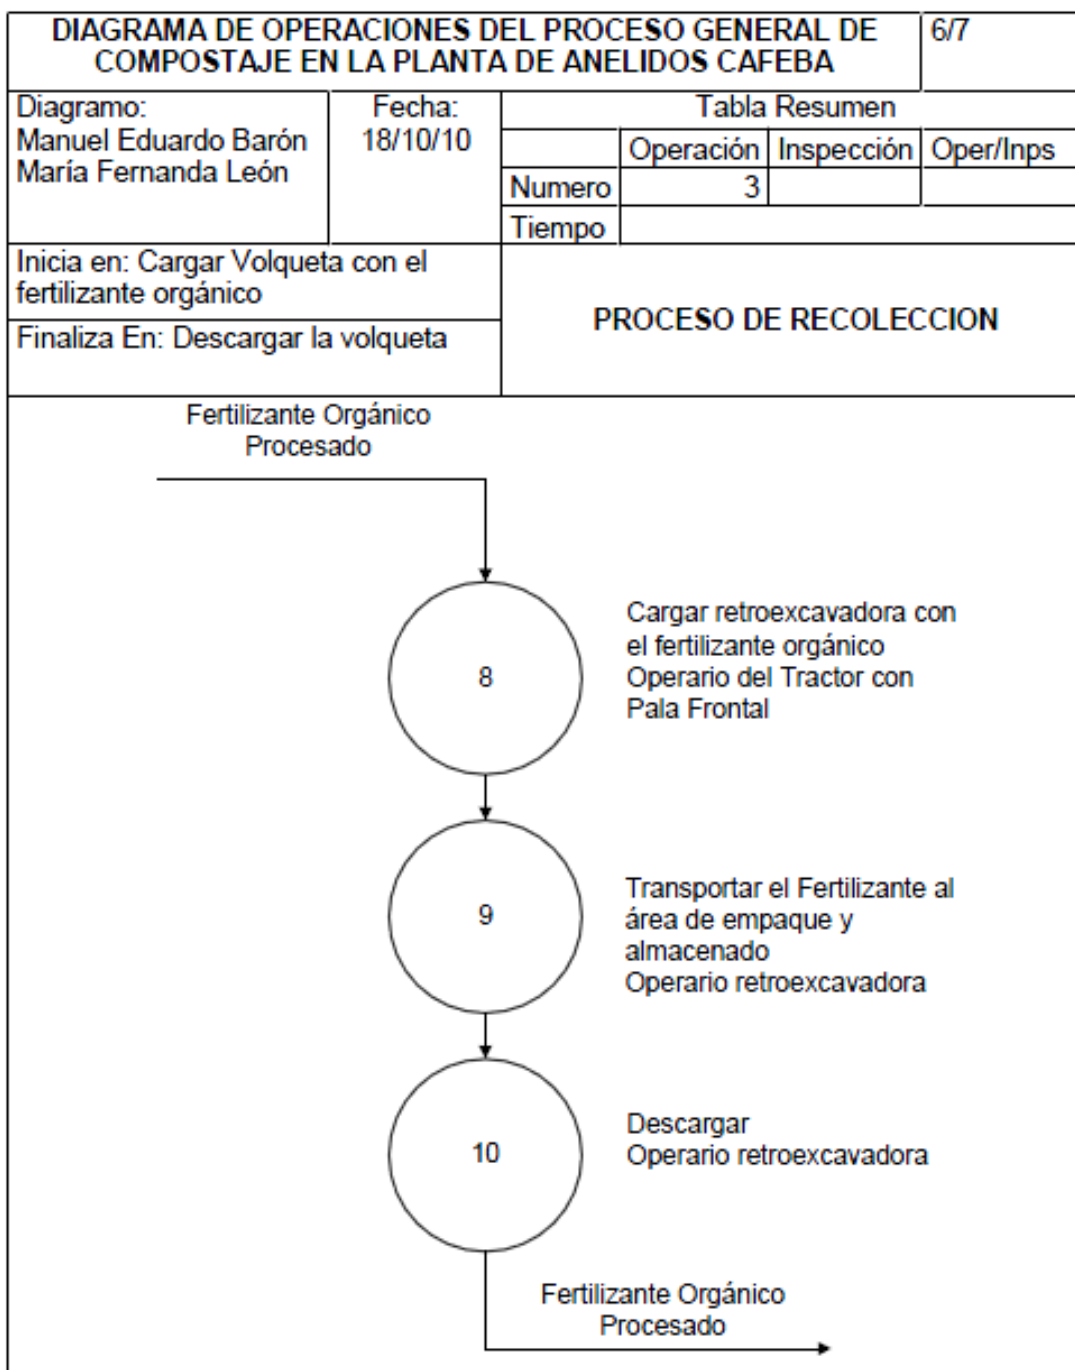 DIAGRAMA DE OPERACIONES DEL PROCESO GENERAL DE
COMPOSTAJE EN LA PLANTA DE ANELIDOS CAFEBA
6/7
Diagramo:
Manuel Eduardo Barón
María Fernanda León
Fecha:
18/10/10
Tabla Resumen
Operación Inspección Oper/Inps
Numero 3
Tiempo
Inicia en: Cargar Volqueta con el
fertilizante orgánico
Finaliza En: Descargar la volqueta
PROCESO DE RECOLECCION
Fertilizante Orgánico
Procesado
8
Cargar retroexcavadora con
el fertilizante orgánico
Operario del Tractor con
Pala Frontal
9
Transportar el Fertilizante al
área de empaque y
almacenado
Operario retroexcavadora
10
Descargar
Operario retroexcavadora
Fertilizante Orgánico
Procesado